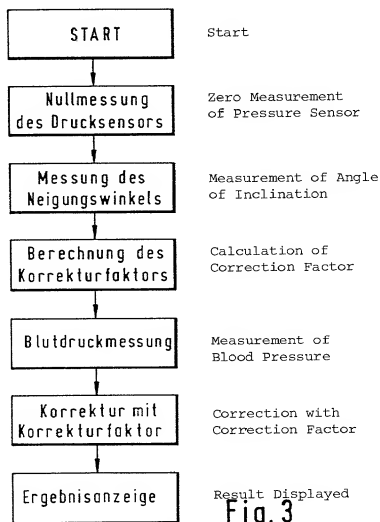 START
Start
Nullmessung
des Drucksensors
Zero Measurement
of Pressure Sensor
Messung des
Neigungswinkels
Measurement of Angle
of Inclination
Berechnung des
Korrekturfaktors
Calculation of
Correction Factor
Blutdruckmessung
Measurement of
Blood Pressure
Korrektur mit
Korrekturfaktor
Correction with
Correction Factor
Ergebnisanzeige
Result Displayed
Fig. 3